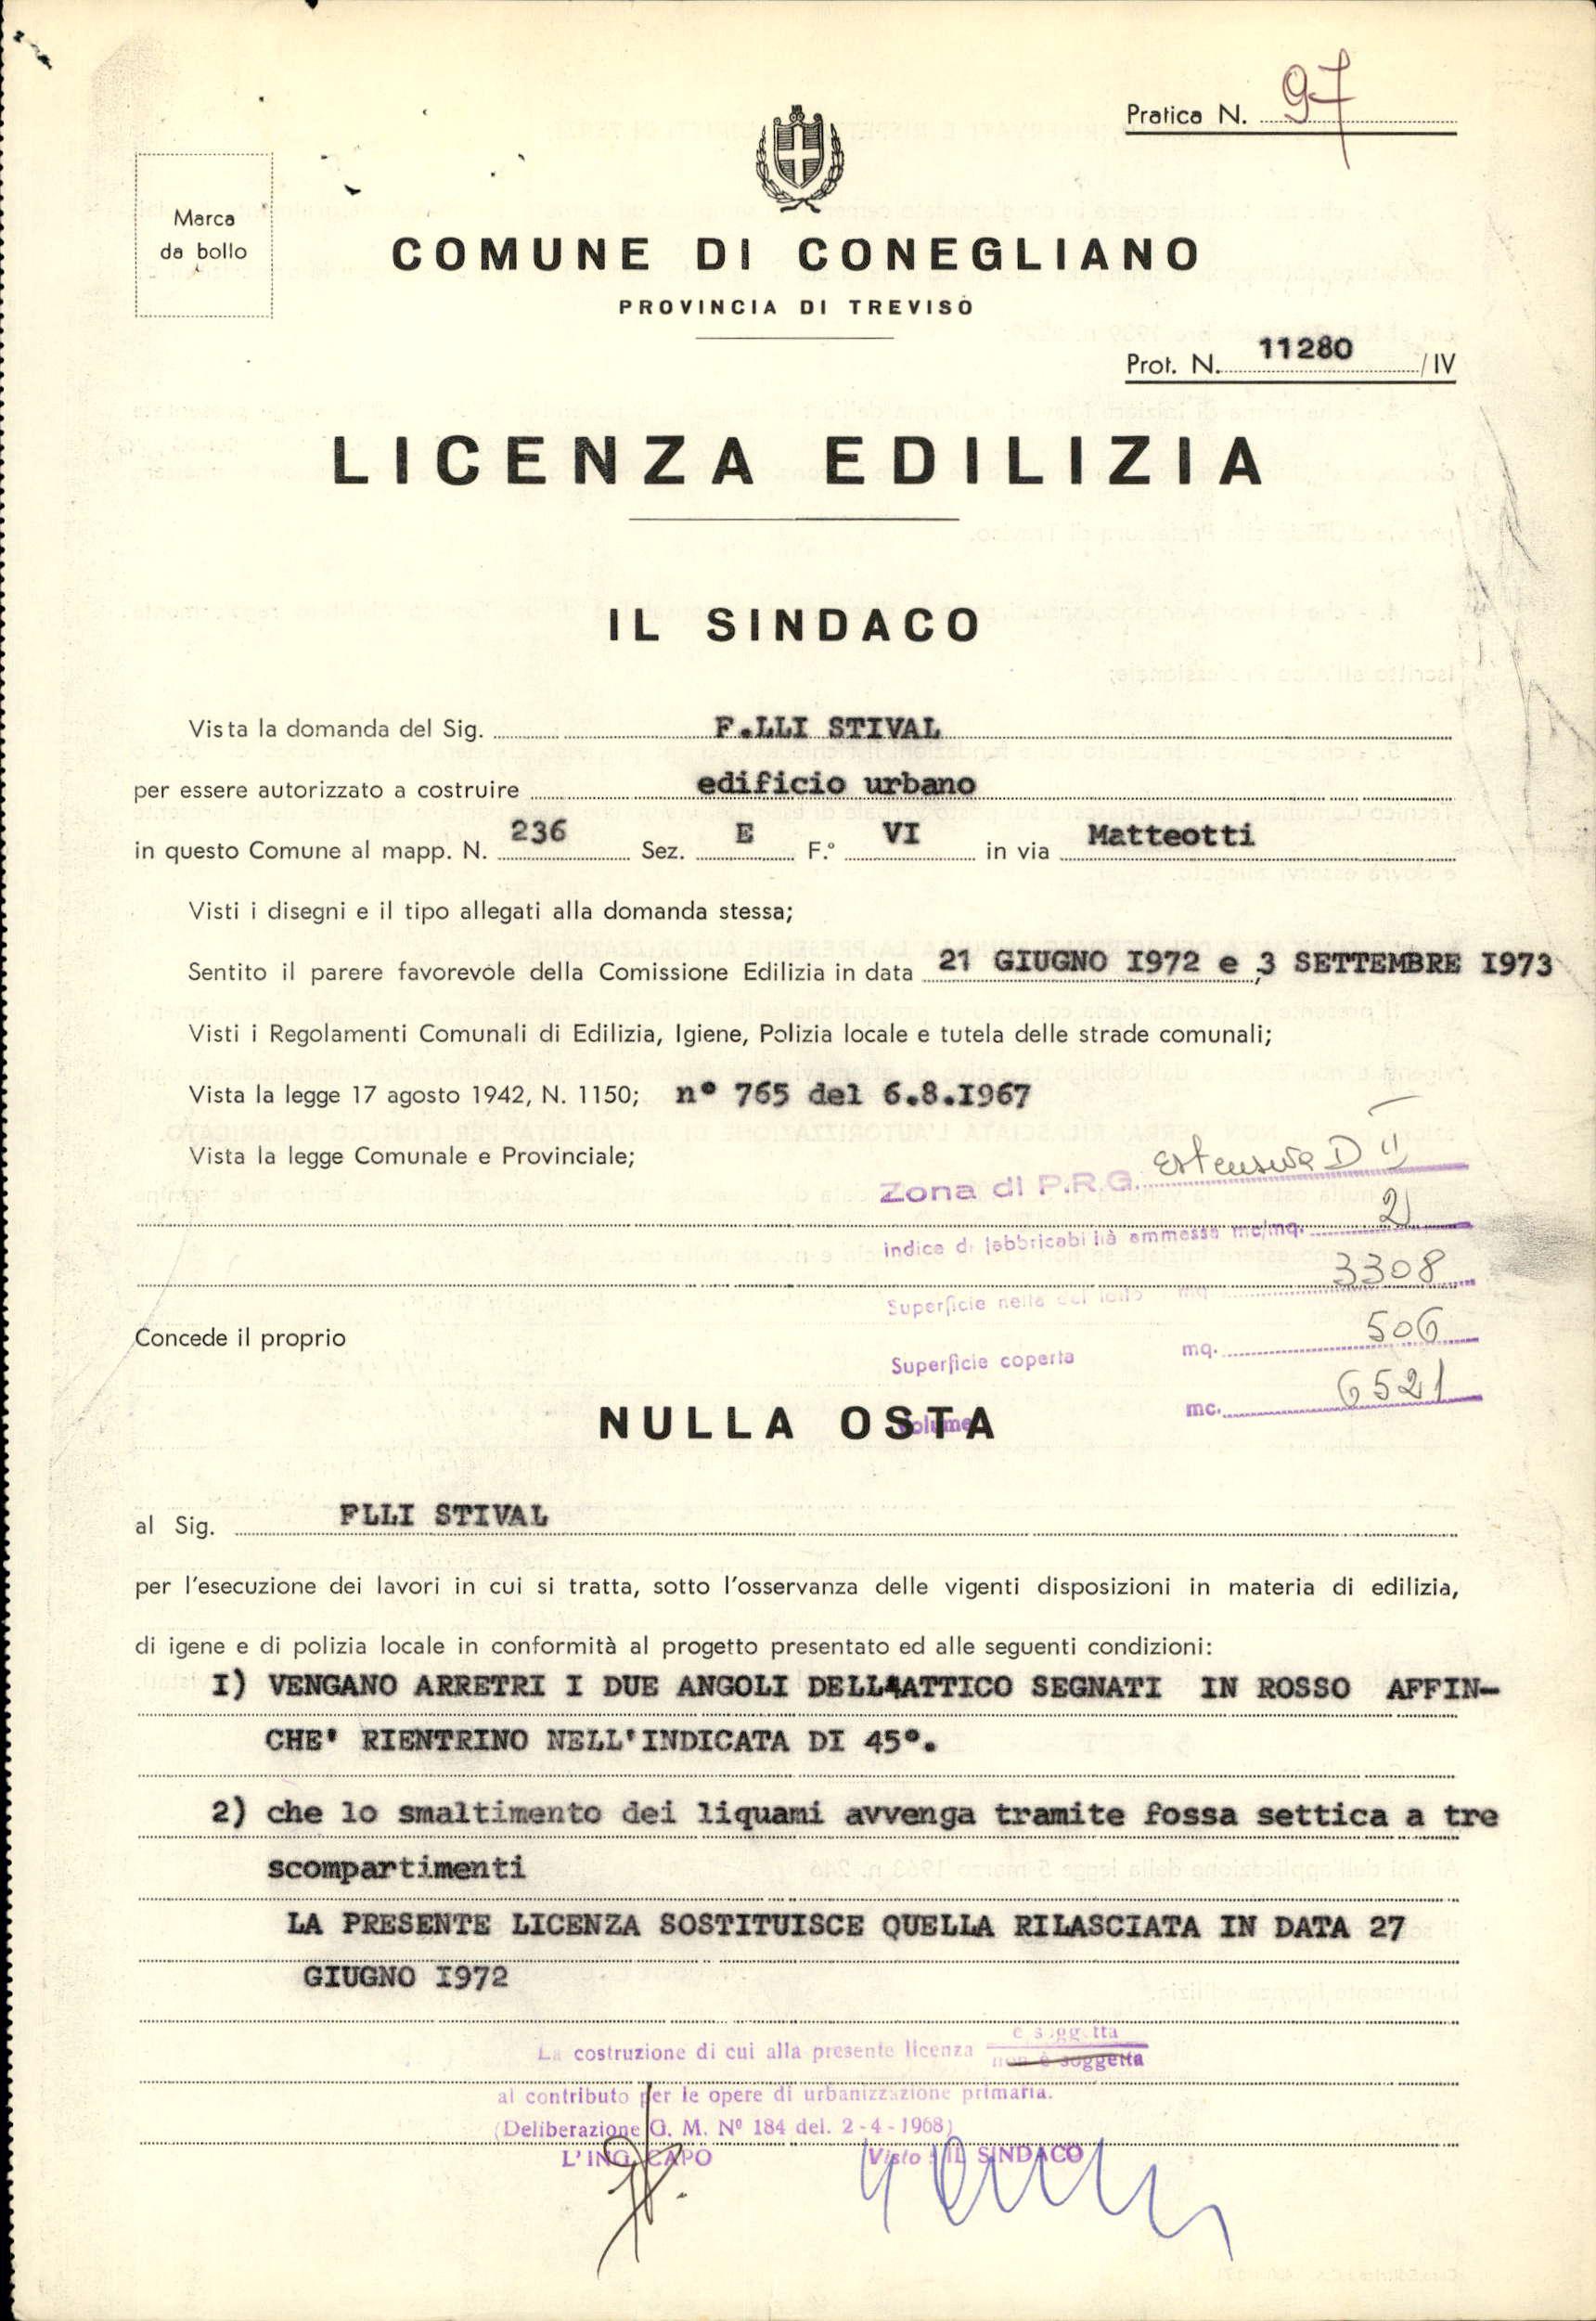 Pratica N. 97
Marca
da bollo
COMUNE DI CONEGLIANO
PROVINCIA DI TREVISO
Prot. N. 11280 /IV
LICENZA EDILIZIA
IL SINDACO
Vista la domanda del Sig. F.LLI STIVAL
per essere autorizzato a costruire edificio urbano
in questo Comune al mapp. N. 236 Sez. E F.° VI in via Matteotti
Visti i disegni e il tipo allegati alla domanda stessa;
Sentito il parere favorevole della Comissione Edilizia in data 21 GIUGNO I972 e 3 SETTEMBRE I973
Visti i Regolamenti Comunali di Edilizia, Igiene, Polizia locale e tutela delle strade comunali;
Vista la legge 17 agosto 1942, N. 1150; n° 765 del 6.8.I967
Vista la legge Comunale e Provinciale;
Zona di P.R.G. Estensiva D II
indice di fabbricabilità ammesso mc/mq. 2
Superficie netta del lotto mq. 3308
Concede il proprio
Superficie coperta mq. 506
Volume mc. 6521
NULLA OSTA
al Sig. FLLI STIVAL
per l'esecuzione dei lavori in cui si tratta, sotto l'osservanza delle vigenti disposizioni in materia di edilizia,
di igene e di polizia locale in conformità al progetto presentato ed alle seguenti condizioni:
I) VENGANO ARRETRI I DUE ANGOLI DELL'ATTICO SEGNATI IN ROSSO AFFIN-
CHE' RIENTRINO NELL'INDICATA DI 45°.
2) che lo smaltimento dei liquami avvenga tramite fossa settica a tre
scompartimenti
LA PRESENTE LICENZA SOSTITUISCE QUELLA RILASCIATA IN DATA 27
GIUGNO I972
La costruzione di cui alla presente licenza è soggetta
non è soggetta
al contributo per le opere di urbanizzazione primaria.
(Deliberazione G. M. N° 184 del. 2-4-1968)
L'ING. CAPO Visto : IL SINDACO